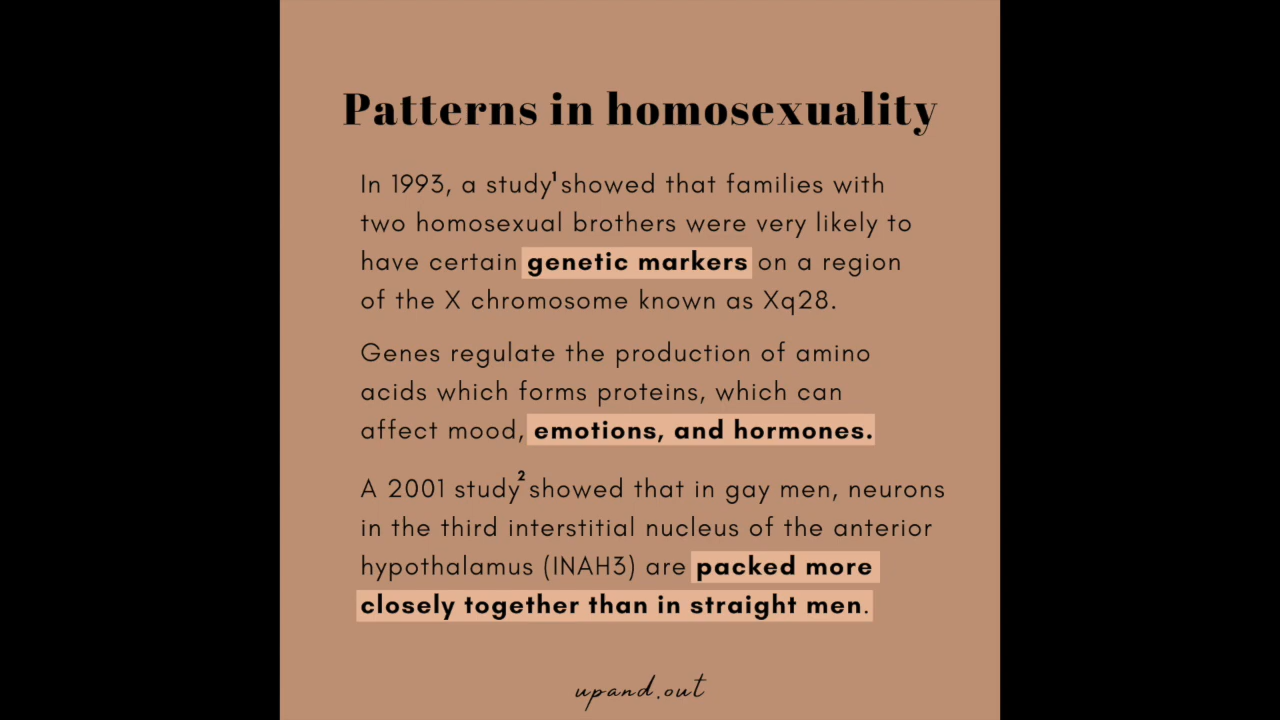 Patterns in homosexuality
In 1993, a study¹ showed that families with
two homosexual brothers were very likely to
have certain genetic markers on a region
of the X chromosome known as Xq28.
Genes regulate the production of amino
acids which forms proteins, which can
affect mood, emotions, and hormones.
A 2001 study² showed that in gay men, neurons
in the third interstitial nucleus of the anterior
hypothalamus (INAH3) are packed more
closely together than in straight men.
upand.out